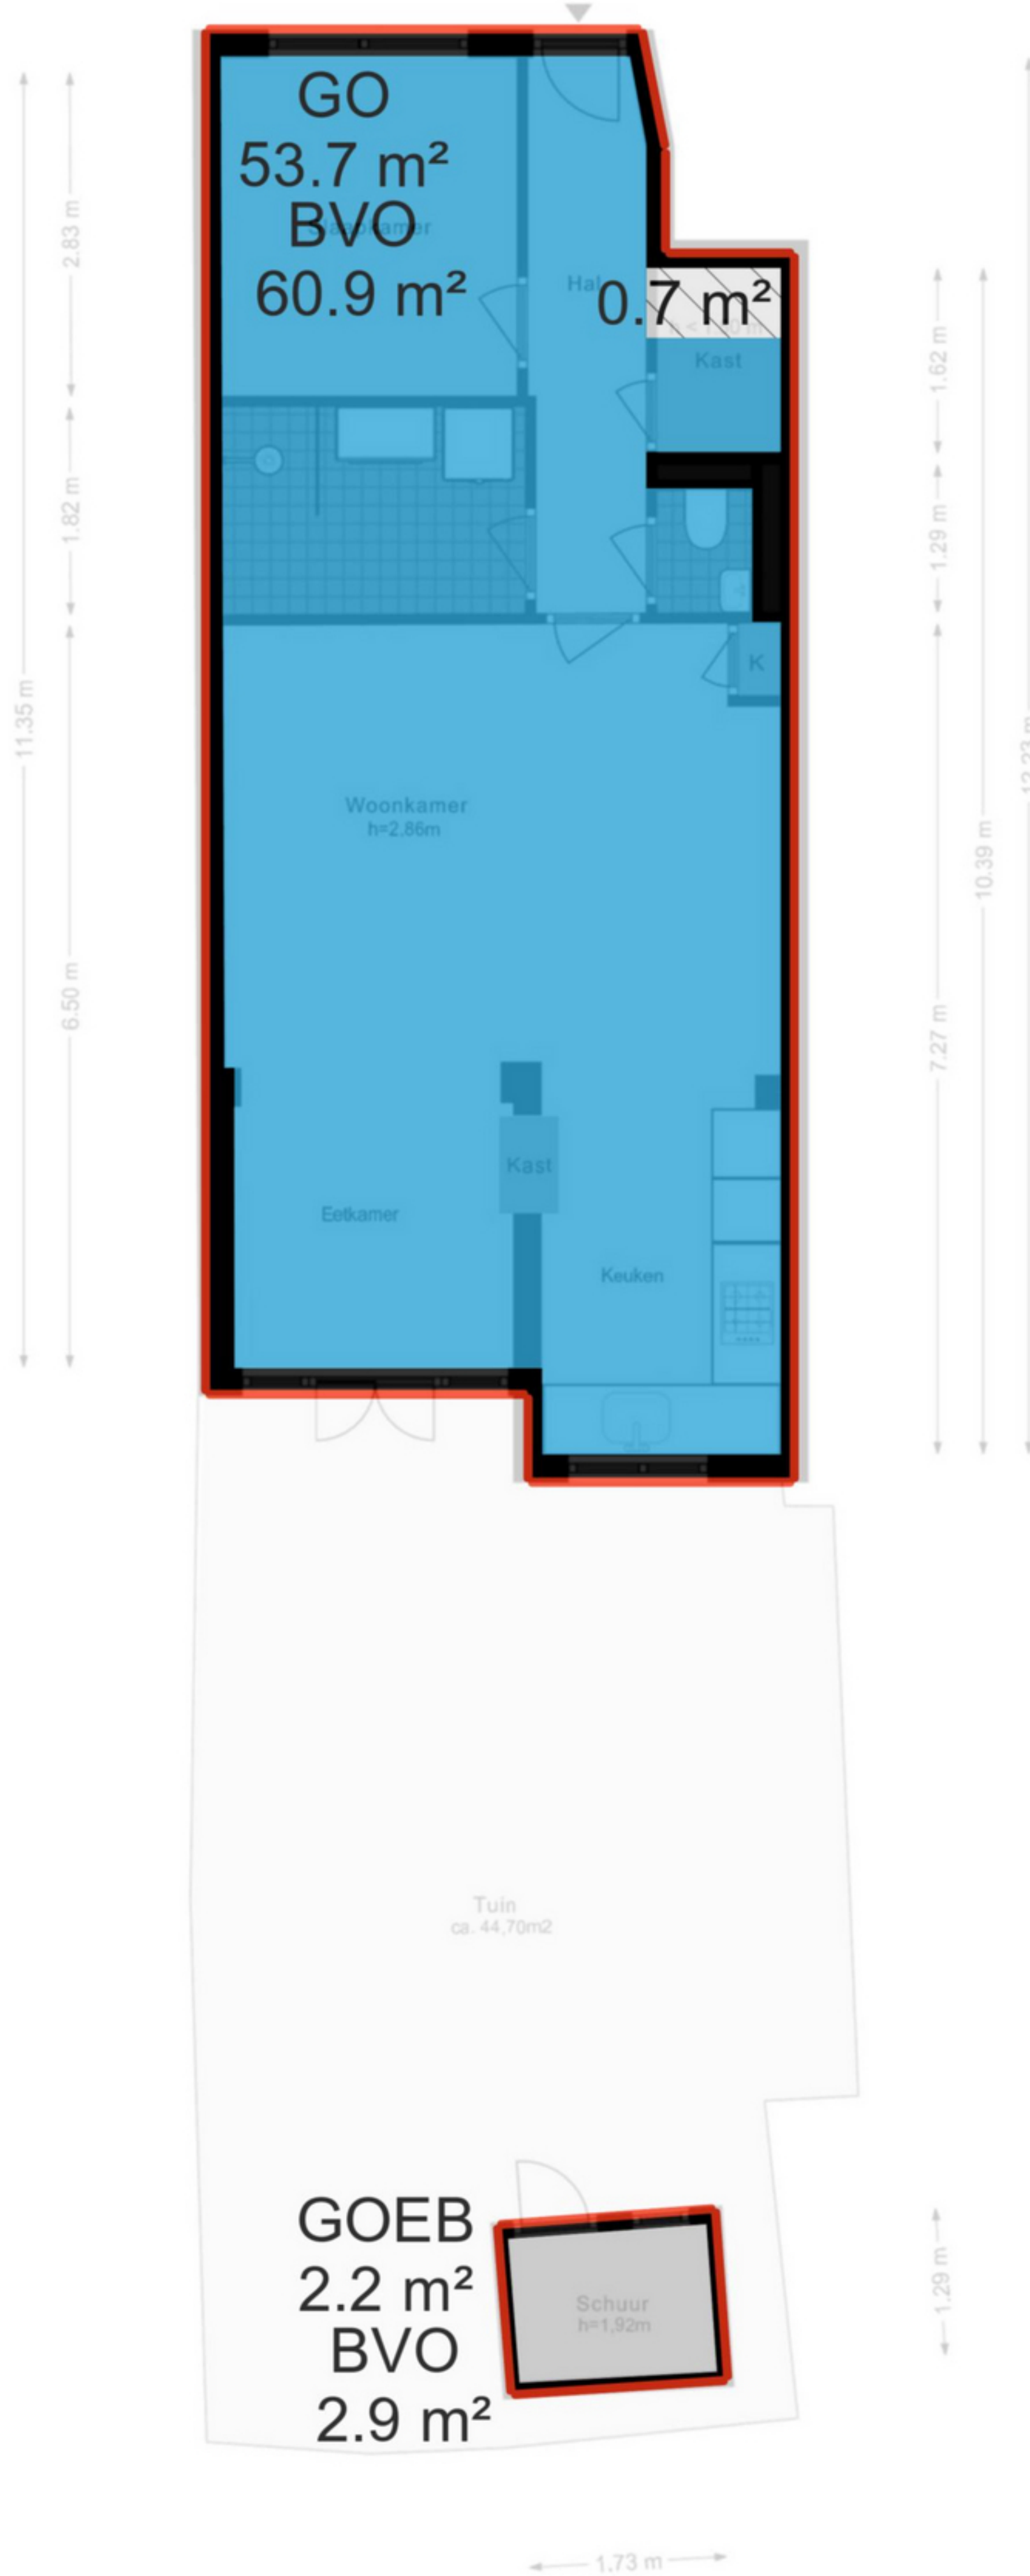 GO
53.7 m²
Slaapkamer
BVO
60.9 m²
Hal
0.7 m²
Kast
K
Woonkamer
h=2.86m
Kast
Eetkamer
Keuken
Tuin
ca. 44,70m2
GOEB
2.2 m²
BVO
2.9 m²
Schuur
h=1,92m
2.83 m
1.82 m
11.35 m
6.50 m
1.62 m
1.29 m
10.39 m
7.27 m
1.29 m
1.73 m